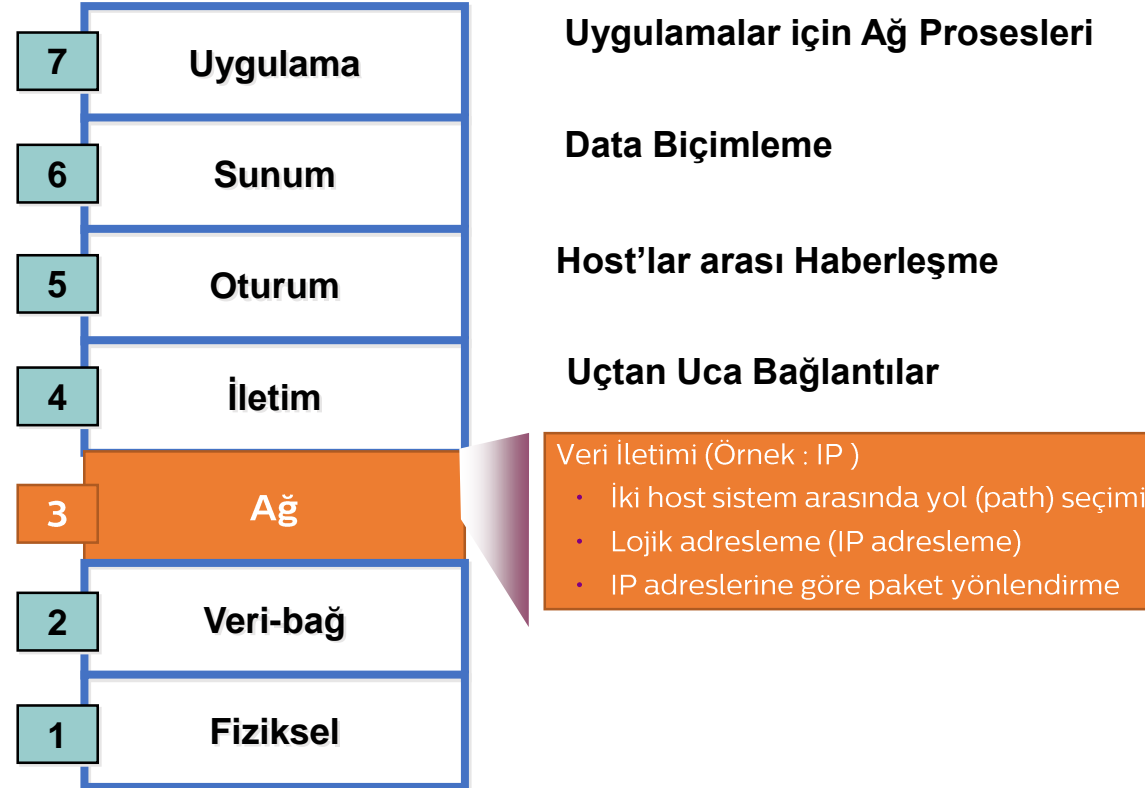 7
Uygulama
Uygulamalar için Ağ Prosesleri
6
Sunum
Data Biçimleme
5
Oturum
Host’lar arası Haberleşme
4
İletim
Uçtan Uca Bağlantılar
3
Ağ
Veri İletimi (Örnek : IP )
• İki host sistem arasında yol (path) seçimi
• Lojik adresleme (IP adresleme)
• IP adreslerine göre paket yönlendirme
2
Veri-bağ
1
Fiziksel